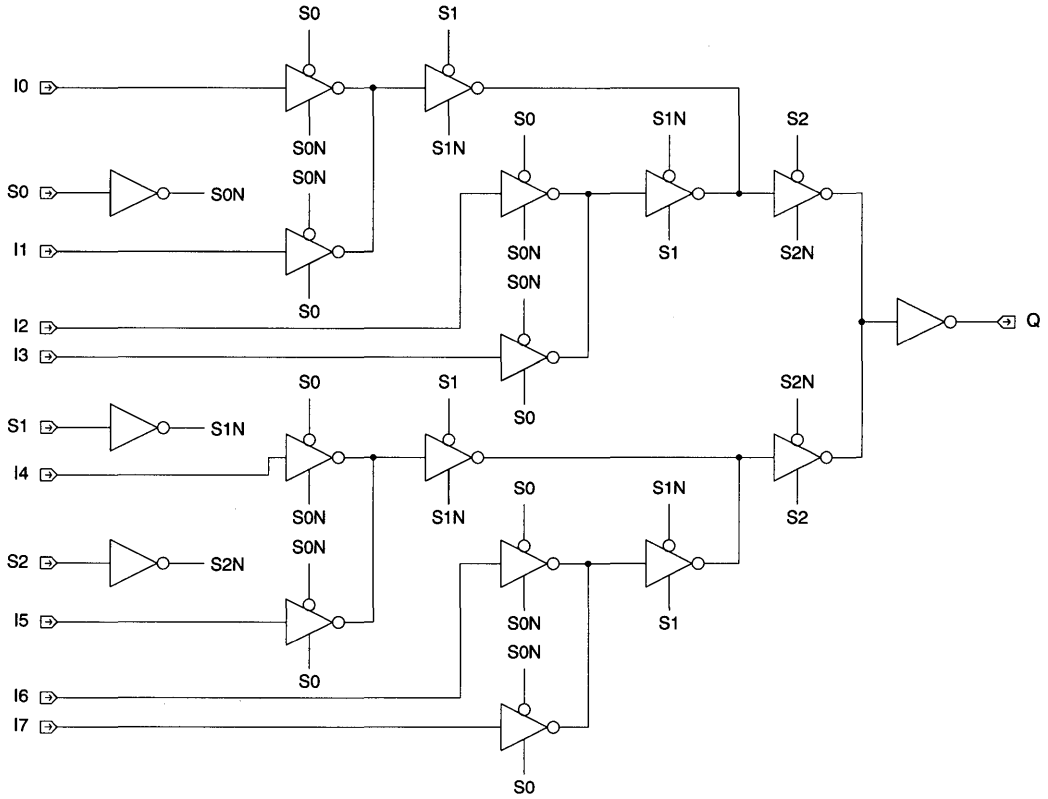 S0 S1
I0
S0N S1N S0 S1N S2
S0N
S0 S0N
I1 S0N S1 S2N
S0 S0N
I2 Q
I3
S0 S1 S0 S2N
S1 S1N
I4
S0N S1N S0 S1N S2
S0N
S2 S2N
I5 S0N S1
S0N
S0
I6
I7
S0